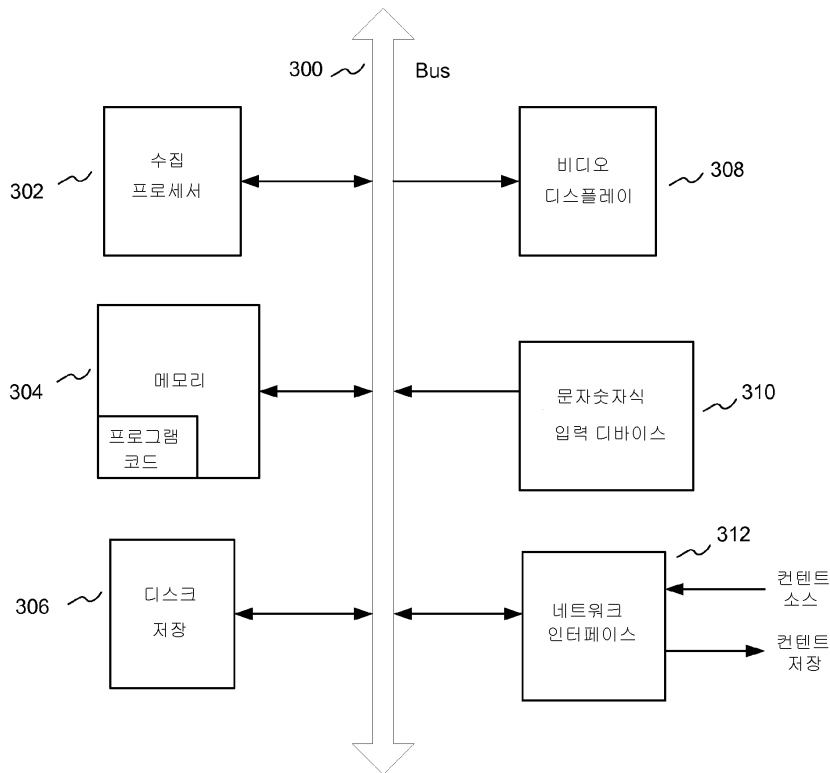 300
Bus
302
수집
프로세서
비디오
디스플레이
308
304
메모리
프로그램
코드
문자숫자식
입력 디바이스
310
306
디스크
저장
312
네트워크
인터페이스
컨텐트
소스
컨텐트
저장